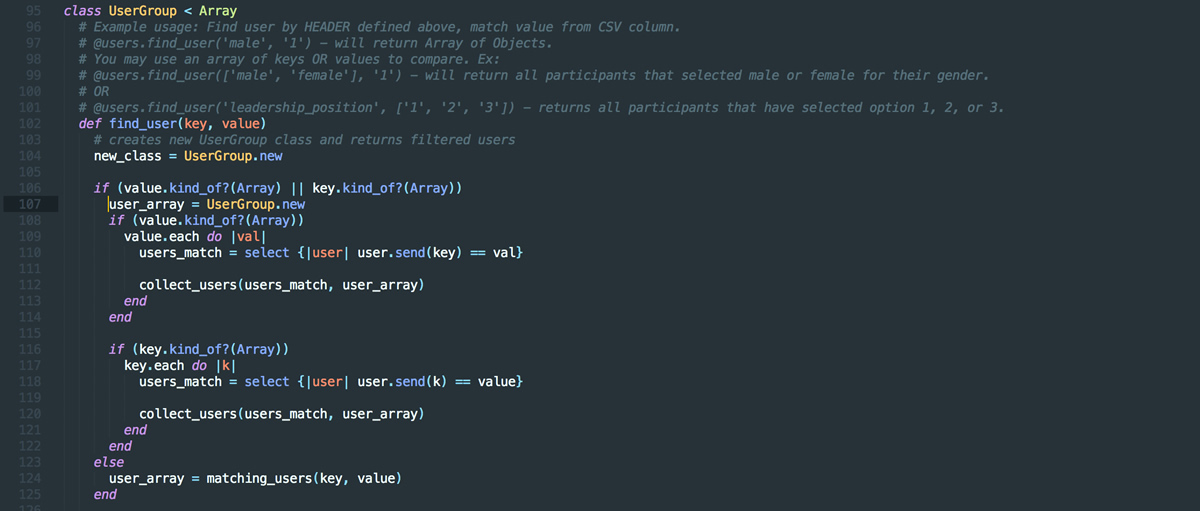 95 class UserGroup < Array
96 # Example usage: Find user by HEADER defined above, match value from CSV column.
97 # @users.find_user('male', '1') – will return Array of Objects.
98 # You may use an array of keys OR values to compare. Ex:
99 # @users.find_user(['male', 'female'], '1') – will return all participants that selected male or female for their gender.
100 # OR
101 # @users.find_user('leadership_position', ['1', '2', '3']) – returns all participants that have selected option 1, 2, or 3.
102 def find_user(key, value)
103 # creates new UserGroup class and returns filtered users
104 new_class = UserGroup.new
105
106 if (value.kind_of?(Array) || key.kind_of?(Array))
107 user_array = UserGroup.new
108 if (value.kind_of?(Array))
109 value.each do |val|
110 users_match = select {|user| user.send(key) == val}
111
112 collect_users(users_match, user_array)
113 end
114 end
115
116 if (key.kind_of?(Array))
117 key.each do |k|
118 users_match = select {|user| user.send(k) == value}
119
120 collect_users(users_match, user_array)
121 end
122 end
123 else
124 user_array = matching_users(key, value)
125 end
126